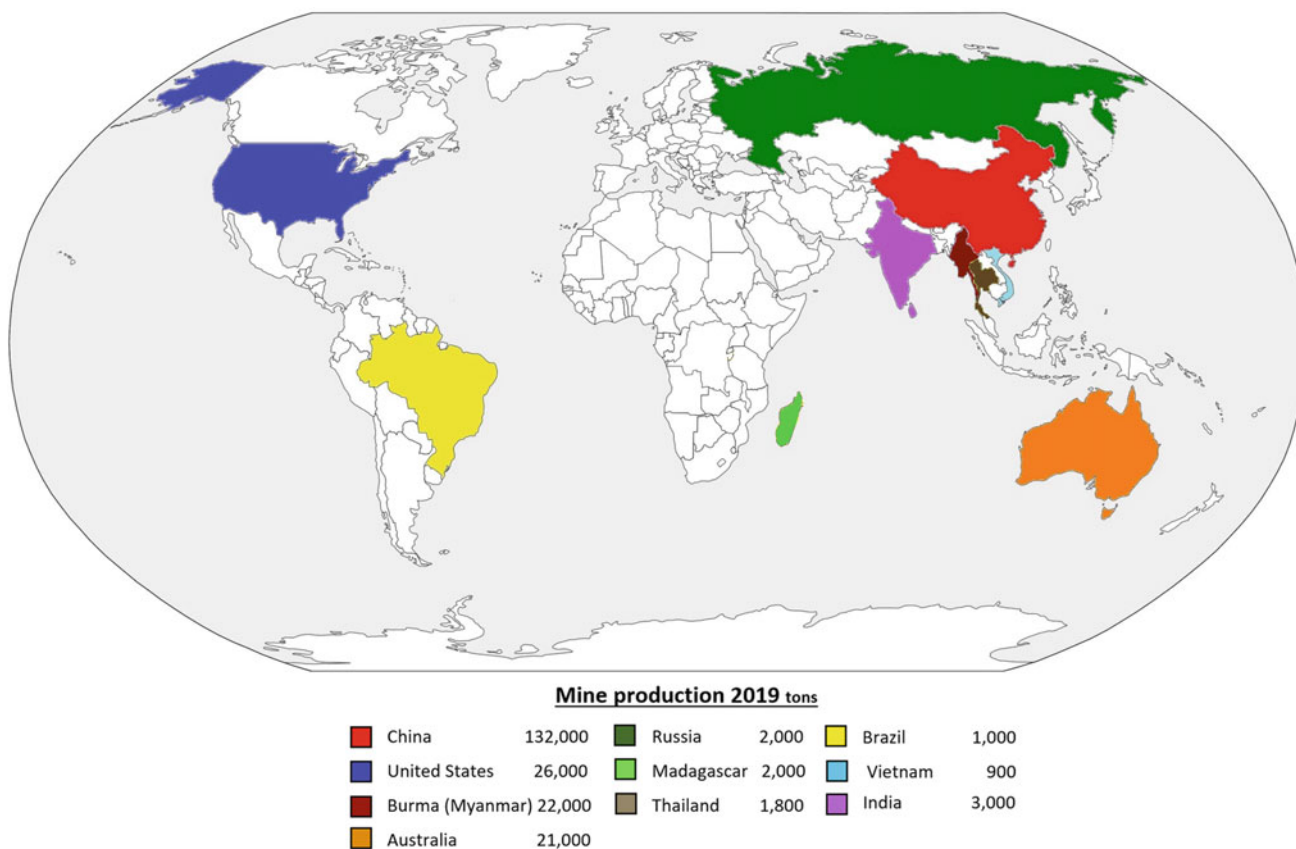 Mine production 2019 tons
China 132,000 Russia 2,000 Brazil 1,000
United States 26,000 Madagascar 2,000 Vietnam 900
Burma (Myanmar) 22,000 Thailand 1,800 India 3,000
Australia 21,000